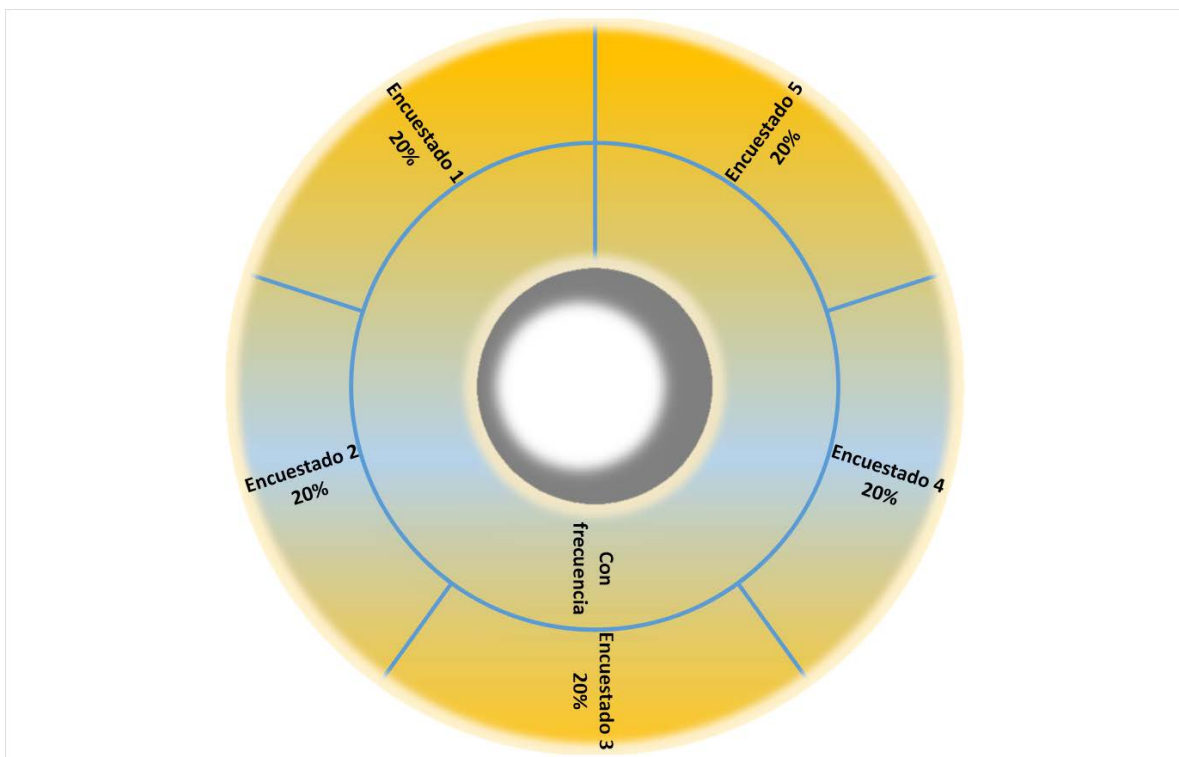 Encuestado 1
20%
Encuestado 5
20%
Encuestado 2
20%
Encuestado 4
20%
Con
frecuencia
Encuestado 3
20%